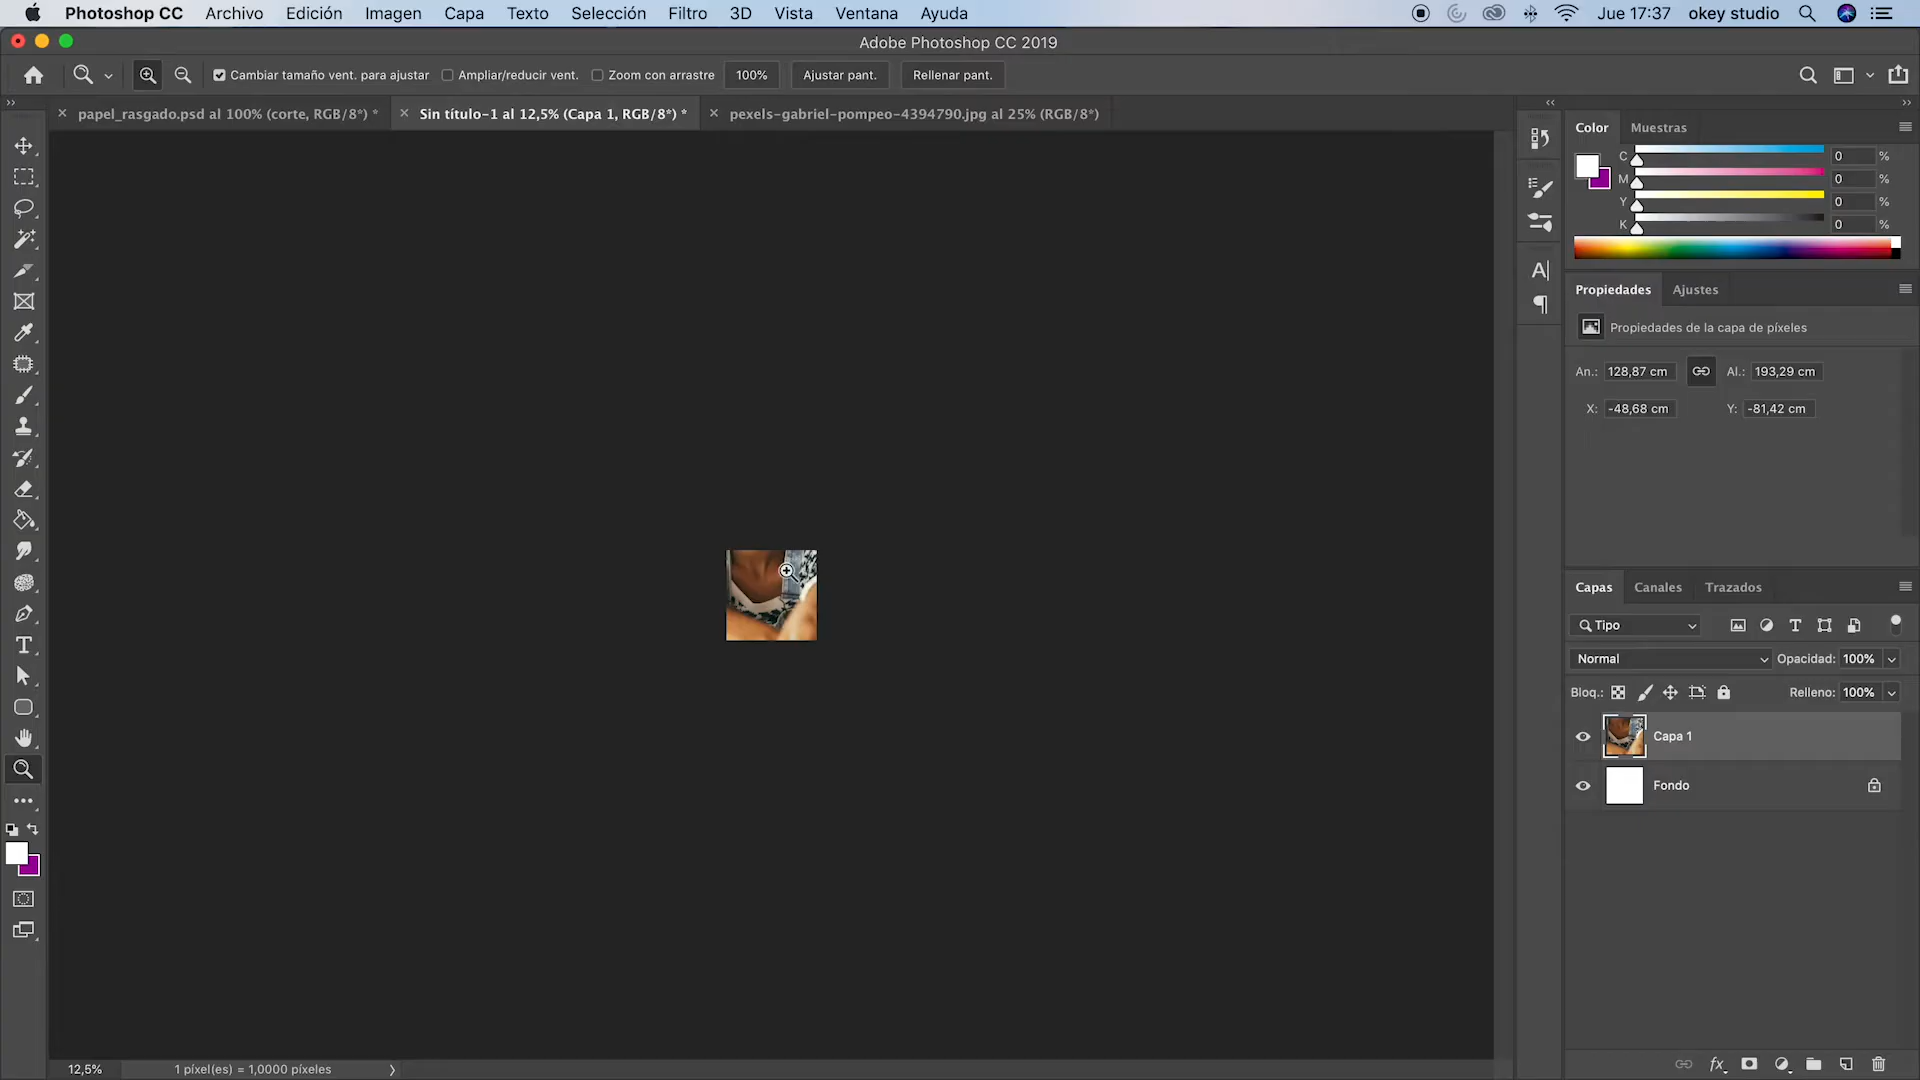 Photoshop CC Archivo Edición Imagen Capa Texto Selección Filtro 3D Vista Ventana Ayuda Jue 17:37 okey studio
Adobe Photoshop CC 2019
Cambiar tamaño vent. para ajustar Ampliar/reducir vent. Zoom con arrastre 100% Ajustar pant. Rellenar pant.
papel_rasgado.psd al 100% (corte, RGB/8*) * Sin título-1 al 12,5% (Capa 1, RGB/8*) * pexels-gabriel-pompeo-4394790.jpg al 25% (RGB/8*)
Color Muestras
C 0 %
M 0 %
Y 0 %
K 0 %
Propiedades Ajustes
Propiedades de la capa de píxeles
An.: 128,87 cm Al.: 193,29 cm
X: -48,68 cm Y: -81,42 cm
Capas Canales Trazados
Tipo
Normal Opacidad: 100%
Bloq.: Relleno: 100%
Capa 1
Fondo
12,5% 1 píxel(es) = 1,0000 píxeles